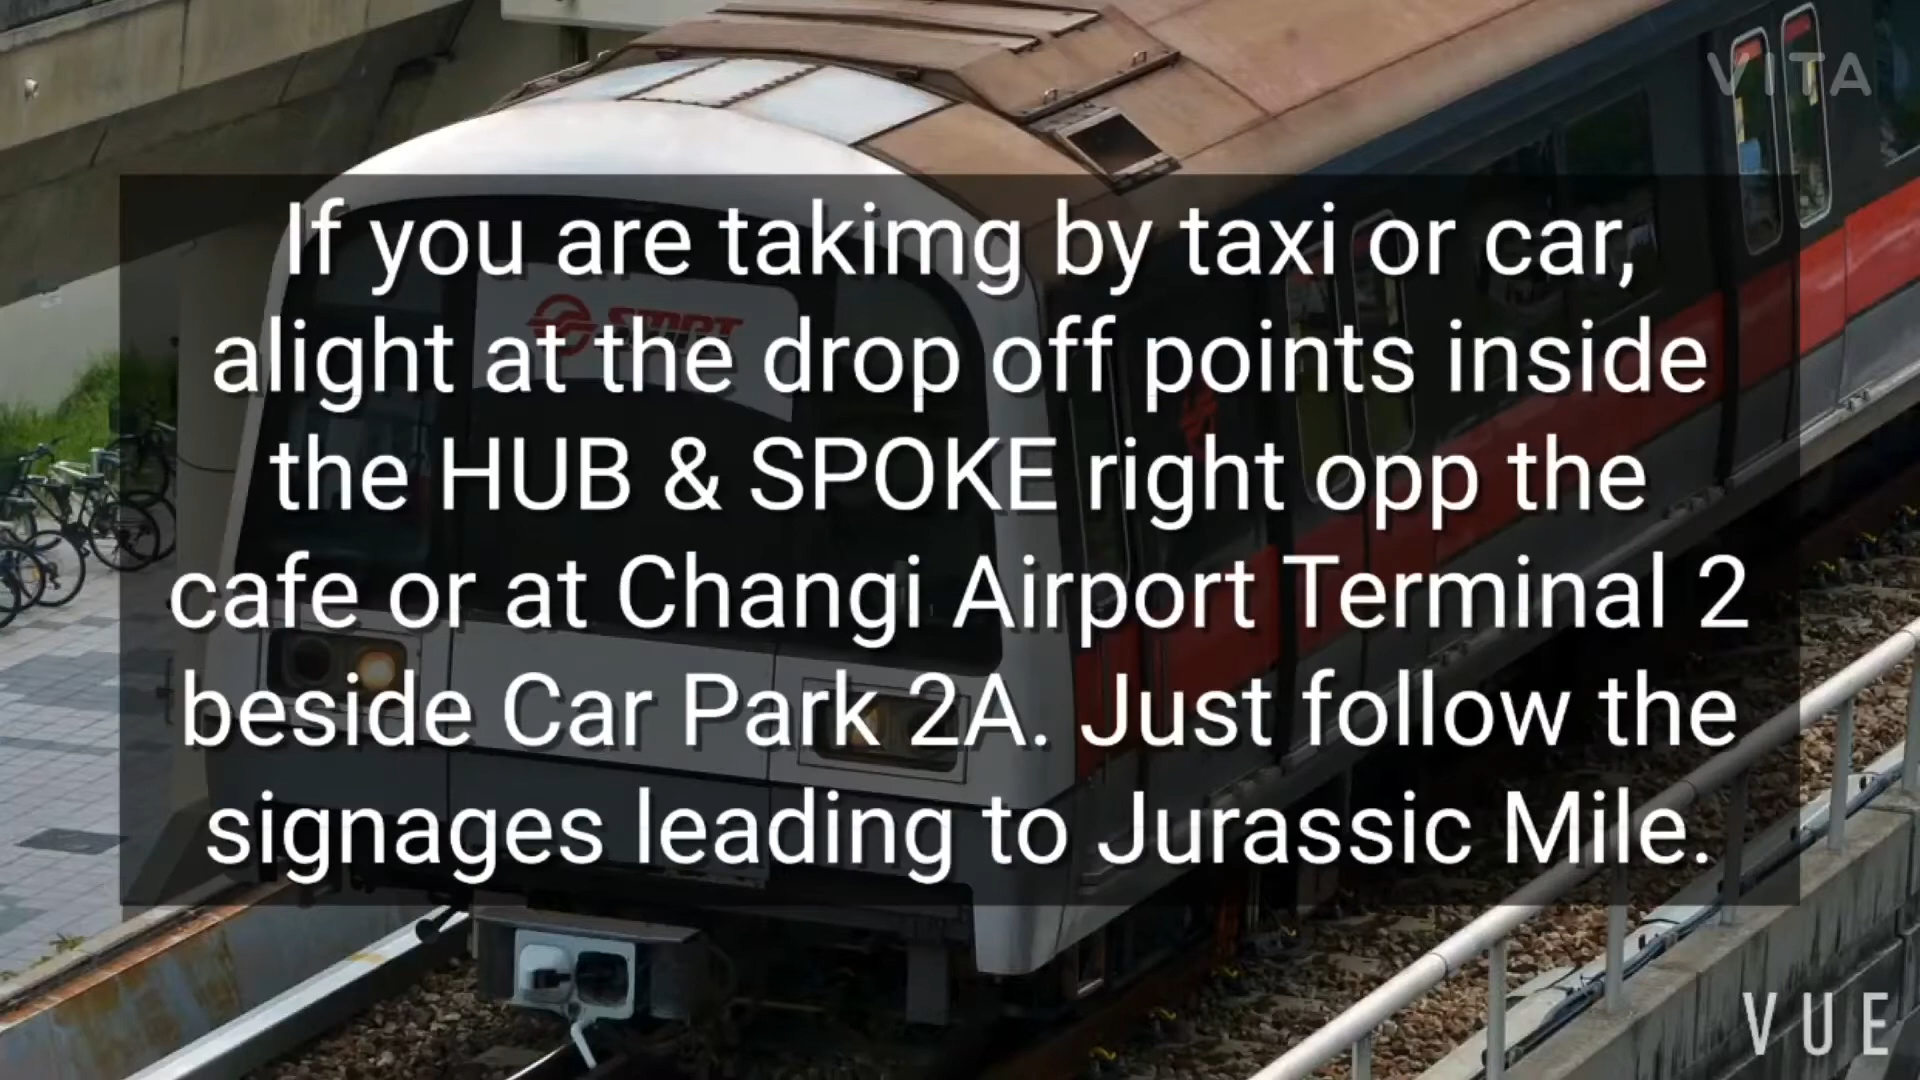 VITA
If you are takimg by taxi or car,
SMRT
alight at the drop off points inside
the HUB & SPOKE right opp the
cafe or at Changi Airport Terminal 2
beside Car Park 2A. Just follow the
signages leading to Jurassic Mile.
VUE